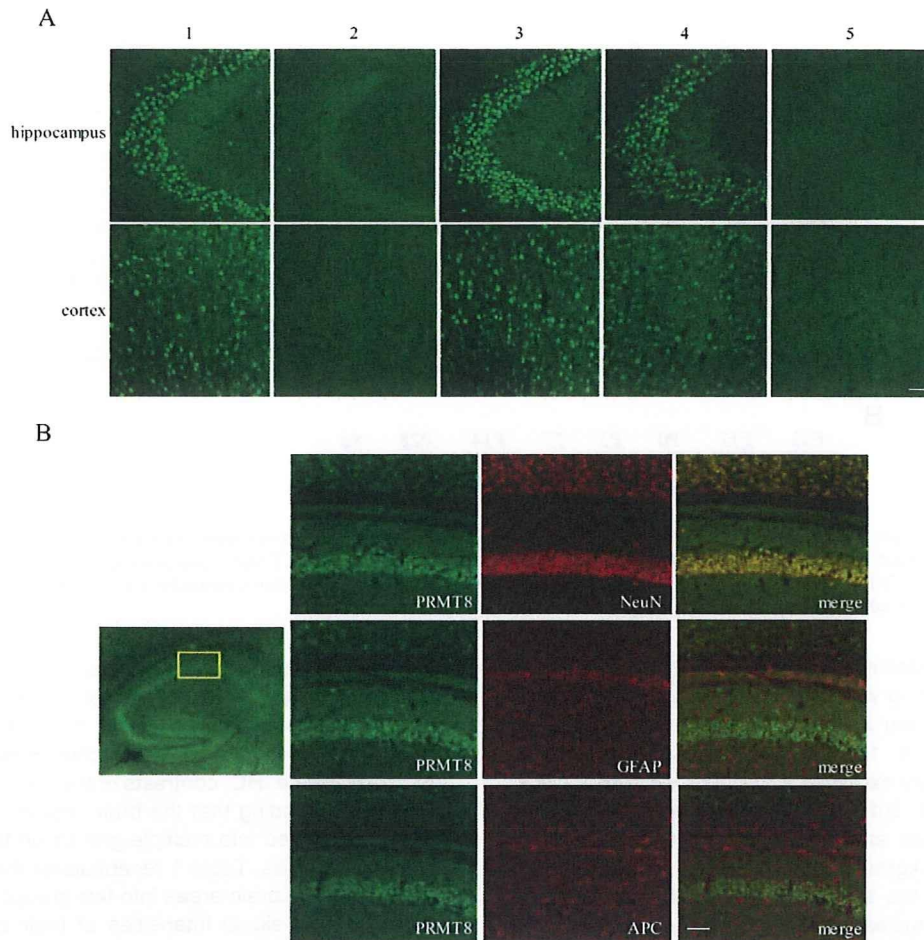 A
1 2 3 4 5
hippocampus
cortex
B
PRMT8 NeuN merge
PRMT8 GFAP merge
PRMT8 APC merge